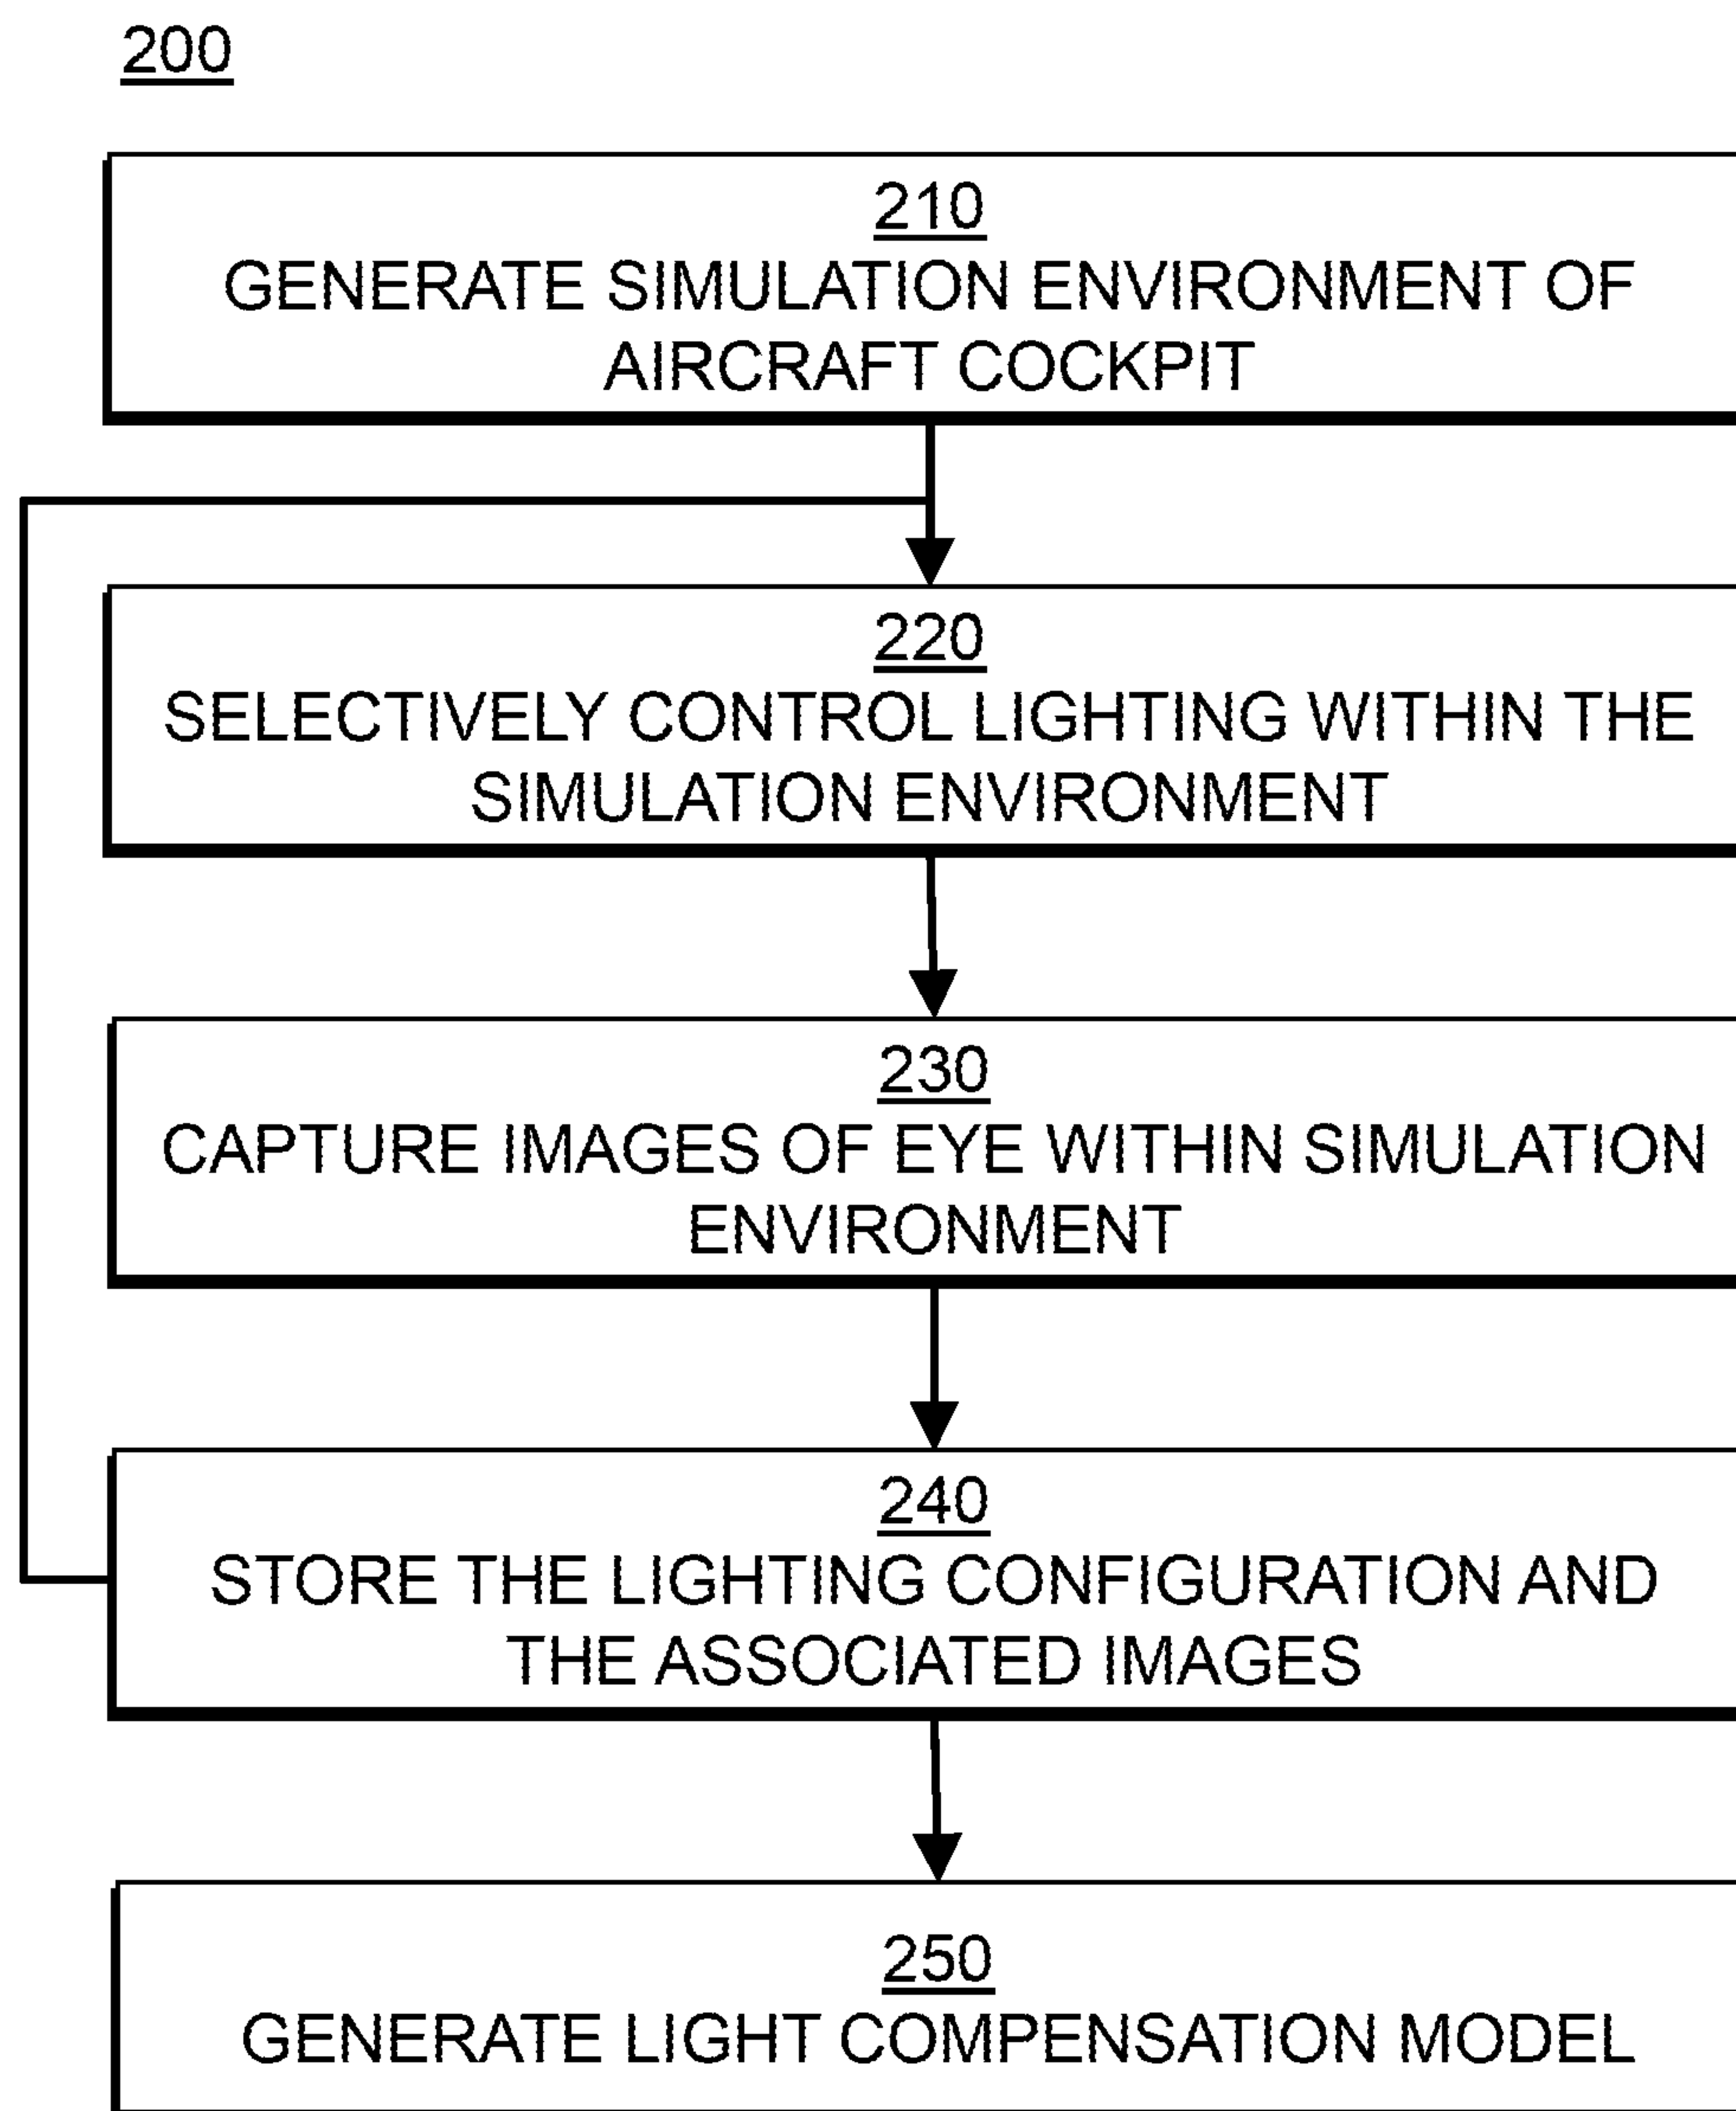 200
210
GENERATE SIMULATION ENVIRONMENT OF
AIRCRAFT COCKPIT
220
SELECTIVELY CONTROL LIGHTING WITHIN THE
SIMULATION ENVIRONMENT
230
CAPTURE IMAGES OF EYE WITHIN SIMULATION
ENVIRONMENT
240
STORE THE LIGHTING CONFIGURATION AND
THE ASSOCIATED IMAGES
250
GENERATE LIGHT COMPENSATION MODEL